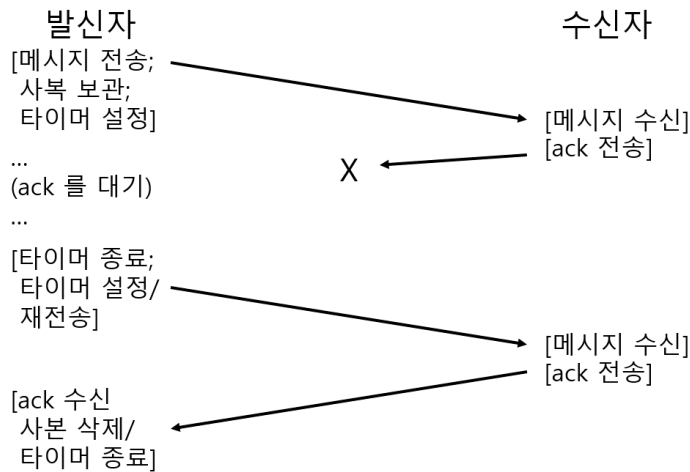 발신자
수신자
[메시지 전송;
사복 보관;
타이머 설정]
[메시지 수신]
[ack 전송]
...
X
(ack 를 대기)
...
[타이머 종료;
타이머 설정/
재전송]
[메시지 수신]
[ack 전송]
[ack 수신
사본 삭제/
타이머 종료]